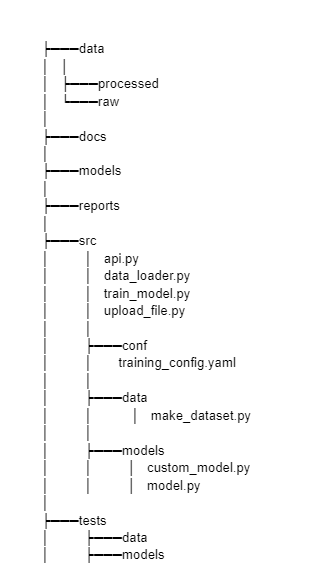 data
processed
raw
docs
models
reports
src
api.py
data_loader.py
train_model.py
upload_file.py
conf
training_config.yaml
data
make_dataset.py
models
custom_model.py
model.py
tests
data
models